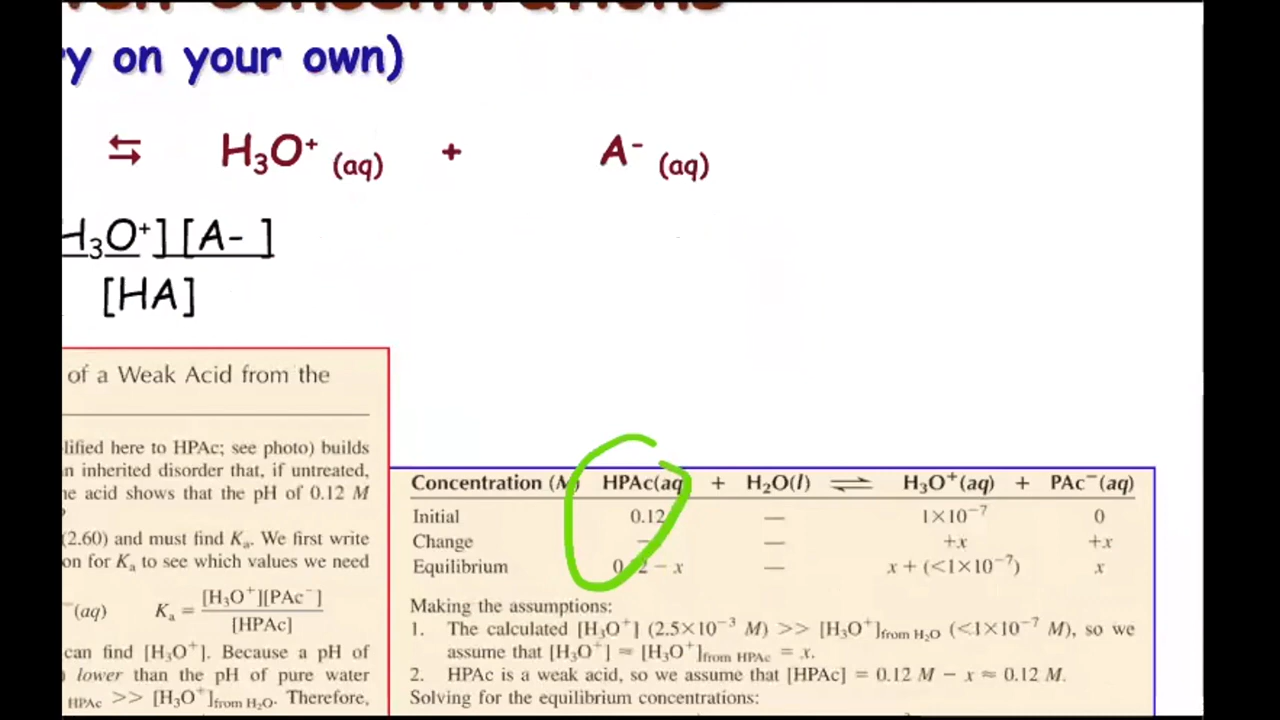 y on your own)
⇆ H₃O⁺ (aq) + A⁻ (aq)
H₃O⁺] [A- ]
[HA]
of a Weak Acid from the
lified here to HPAc; see photo) builds
n inherited disorder that, if untreated,
e acid shows that the pH of 0.12 M
(2.60) and must find Kₐ. We first write
on for Kₐ to see which values we need
(aq) Kₐ = [H₃O⁺][PAc⁻]
[HPAc]
can find [H₃O⁺]. Because a pH of
lower than the pH of pure water
HPAc >> [H₃O⁺]from H₂O. Therefore,
Concentration (M) HPAc(aq + H₂O(l) ⇌ H₃O⁺(aq) + PAc⁻(aq)
Initial 0.12 — 1×10⁻⁷ 0
Change — +x +x
Equilibrium 0.12 − x — x + (<1×10⁻⁷) x
Making the assumptions:
1. The calculated [H₃O⁺] (2.5×10⁻³ M) >> [H₃O⁺]from H₂O (<1×10⁻⁷ M), so we
assume that [H₃O⁺] ≈ [H₃O⁺]from HPAc = x.
2. HPAc is a weak acid, so we assume that [HPAc] = 0.12 M − x ≈ 0.12 M.
Solving for the equilibrium concentrations: